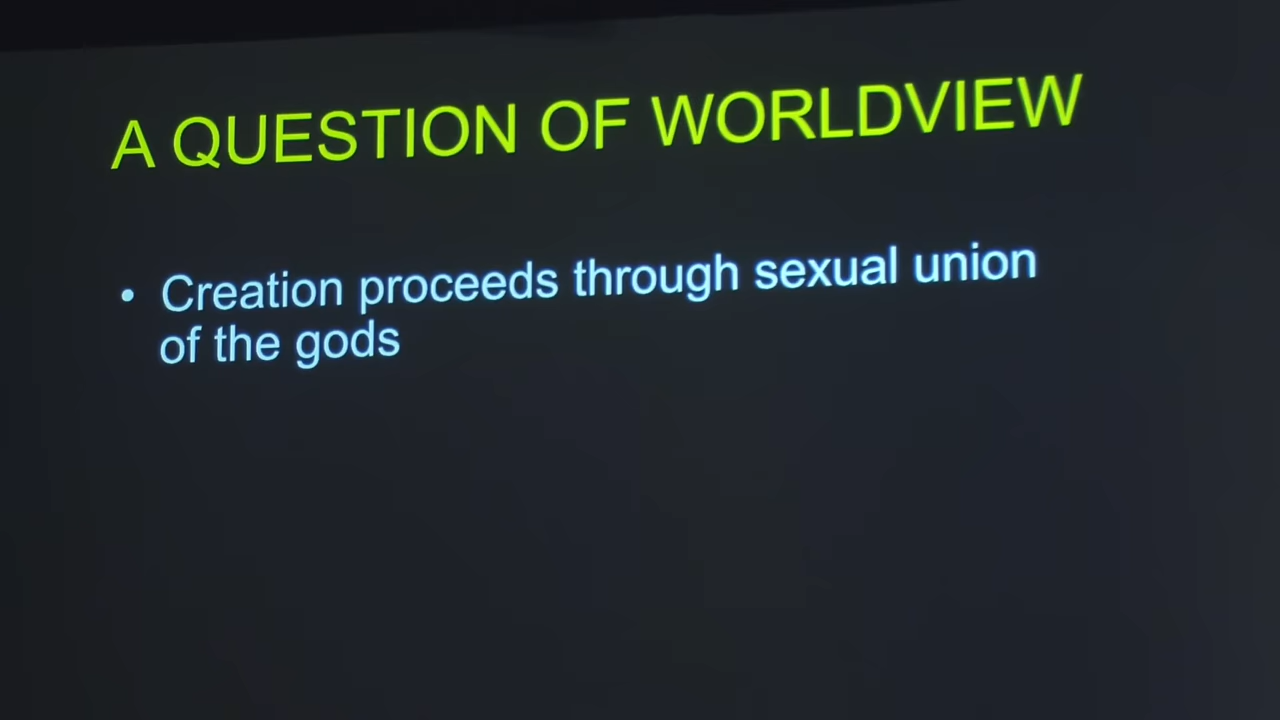 A QUESTION OF WORLDVIEW
• Creation proceeds through sexual union
of the gods